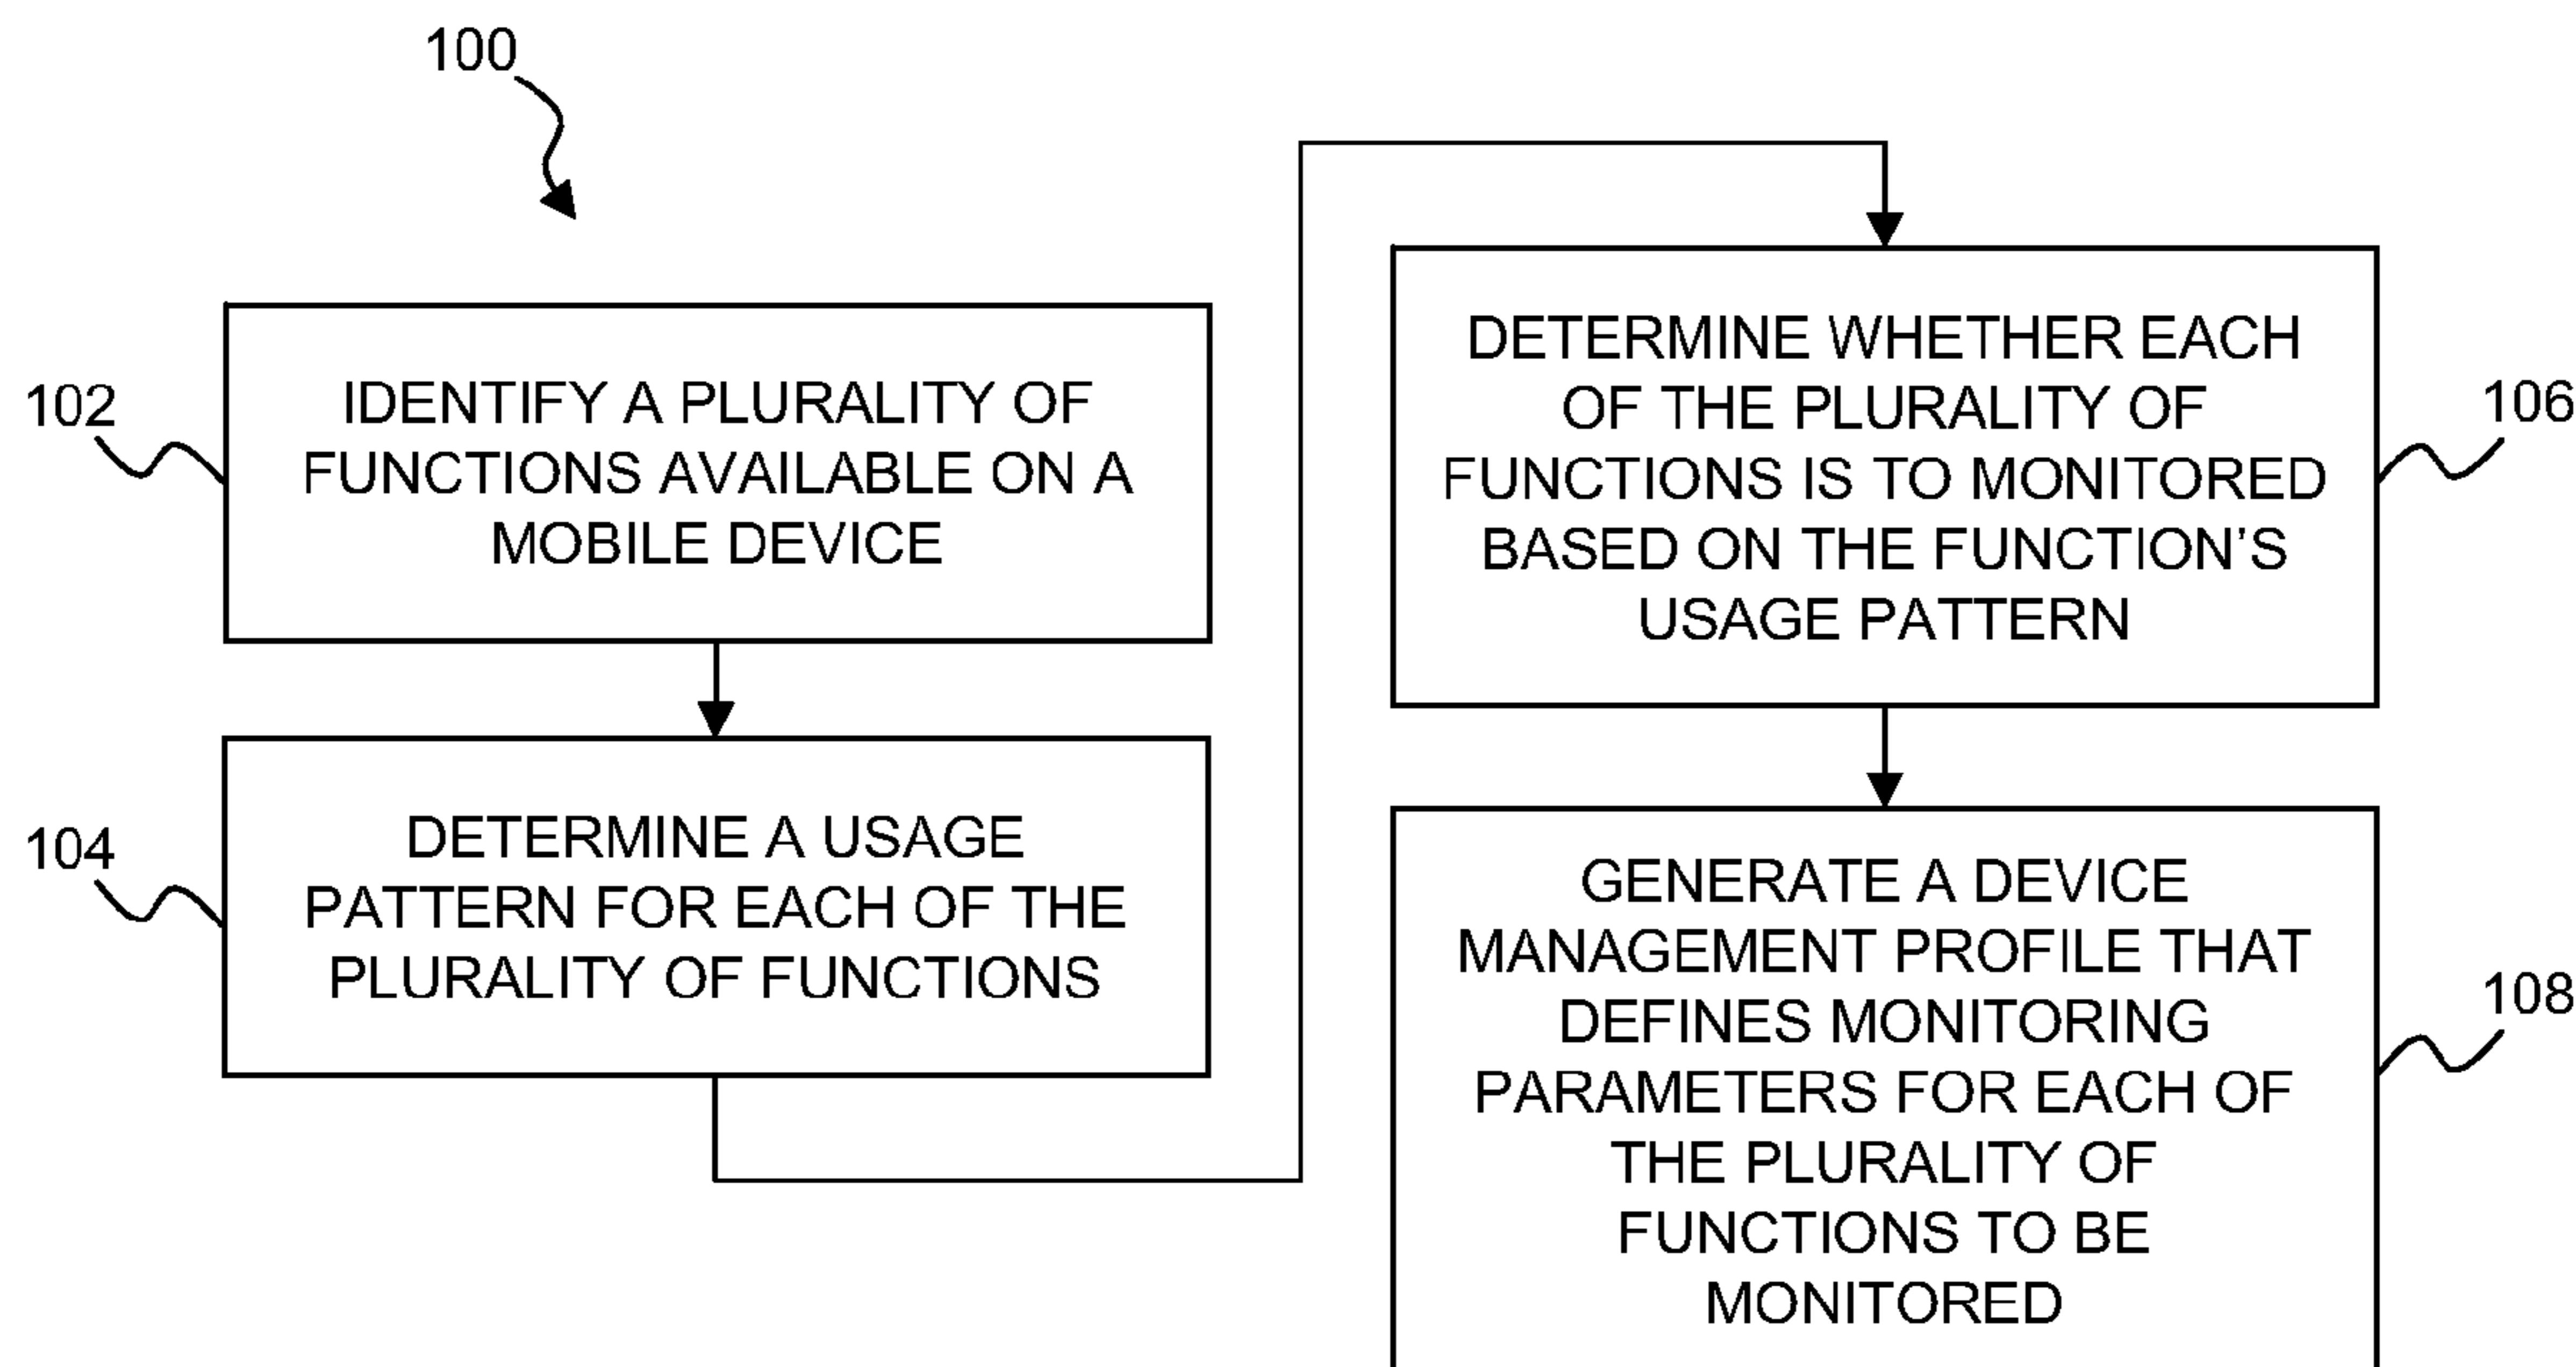 100
102
IDENTIFY A PLURALITY OF
FUNCTIONS AVAILABLE ON A
MOBILE DEVICE
104
DETERMINE A USAGE
PATTERN FOR EACH OF THE
PLURALITY OF FUNCTIONS
DETERMINE WHETHER EACH
OF THE PLURALITY OF
FUNCTIONS IS TO MONITORED
BASED ON THE FUNCTION’S
USAGE PATTERN
106
GENERATE A DEVICE
MANAGEMENT PROFILE THAT
DEFINES MONITORING
PARAMETERS FOR EACH OF
THE PLURALITY OF
FUNCTIONS TO BE
MONITORED
108